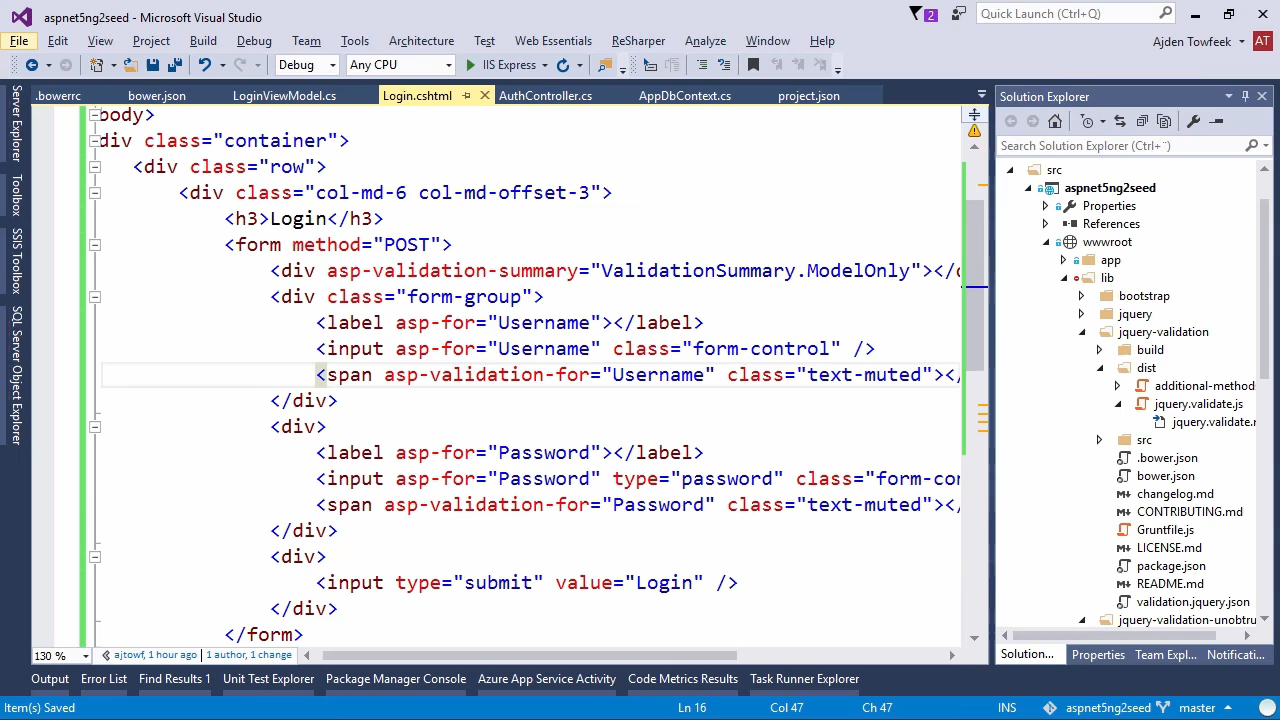 aspnet5ng2seed - Microsoft Visual Studio
2
Quick Launch (Ctrl+Q)
File Edit View Project Build Debug Team Tools Architecture Test Web Essentials ReSharper Analyze Window Help
Ajden Towfeek AT
Debug Any CPU IIS Express
.bowerrc bower.json LoginViewModel.cs Login.cshtml AuthController.cs AppDbContext.cs project.json
Server Explorer
Toolbox
SSIS Toolbox
SQL Server Object Explorer
body>
div class="container">
<div class="row">
<div class="col-md-6 col-md-offset-3">
<h3>Login</h3>
<form method="POST">
<div asp-validation-summary="ValidationSummary.ModelOnly"></
<div class="form-group">
<label asp-for="Username"></label>
<input asp-for="Username" class="form-control" />
<span asp-validation-for="Username" class="text-muted"></
</div>
<div>
<label asp-for="Password"></label>
<input asp-for="Password" type="password" class="form-co
<span asp-validation-for="Password" class="text-muted"></
</div>
<div>
<input type="submit" value="Login" />
</div>
</form>
130 % ajtowf, 1 hour ago | 1 author, 1 change
Solution Explorer
Search Solution Explorer (Ctrl+¨)
src
aspnet5ng2seed
Properties
References
wwwroot
app
lib
bootstrap
jquery
jquery-validation
build
dist
additional-method
jquery.validate.js
jquery.validate.r
src
.bower.json
bower.json
changelog.md
CONTRIBUTING.md
Gruntfile.js
LICENSE.md
package.json
README.md
validation.jquery.json
jquery-validation-unobtru
Solution... Properties Team Expl... Notificati...
Output Error List Find Results 1 Unit Test Explorer Package Manager Console Azure App Service Activity Code Metrics Results Task Runner Explorer
Item(s) Saved Ln 16 Col 47 Ch 47 INS aspnet5ng2seed master